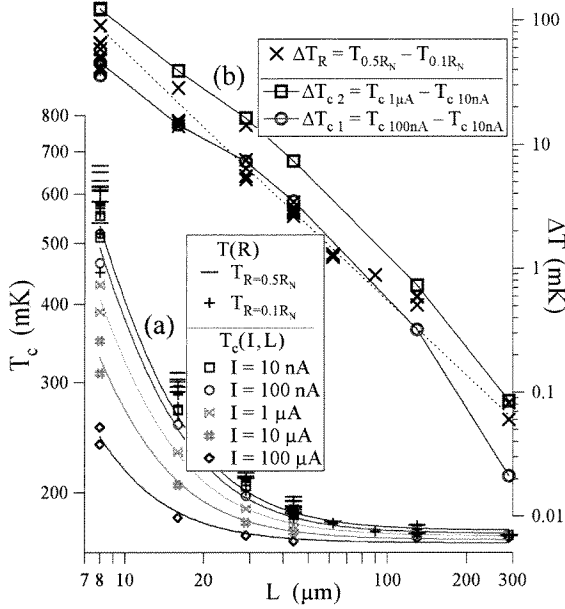 (b)
ΔT_R = T_0.5R_N − T_0.1R_N
ΔT_c 2 = T_c 1μA − T_c 10nA
ΔT_c 1 = T_c 100nA − T_c 10nA
100
10
1
0.1
0.01
ΔT (mK)
800
700
600
500
400
300
200
T_c (mK)
(a)
T(R)
T_R=0.5R_N
T_R=0.1R_N
T_c(I,L)
I = 10 nA
I = 100 nA
I = 1 μA
I = 10 μA
I = 100 μA
7 8 10 20 40 60 100 200 300
L (μm)